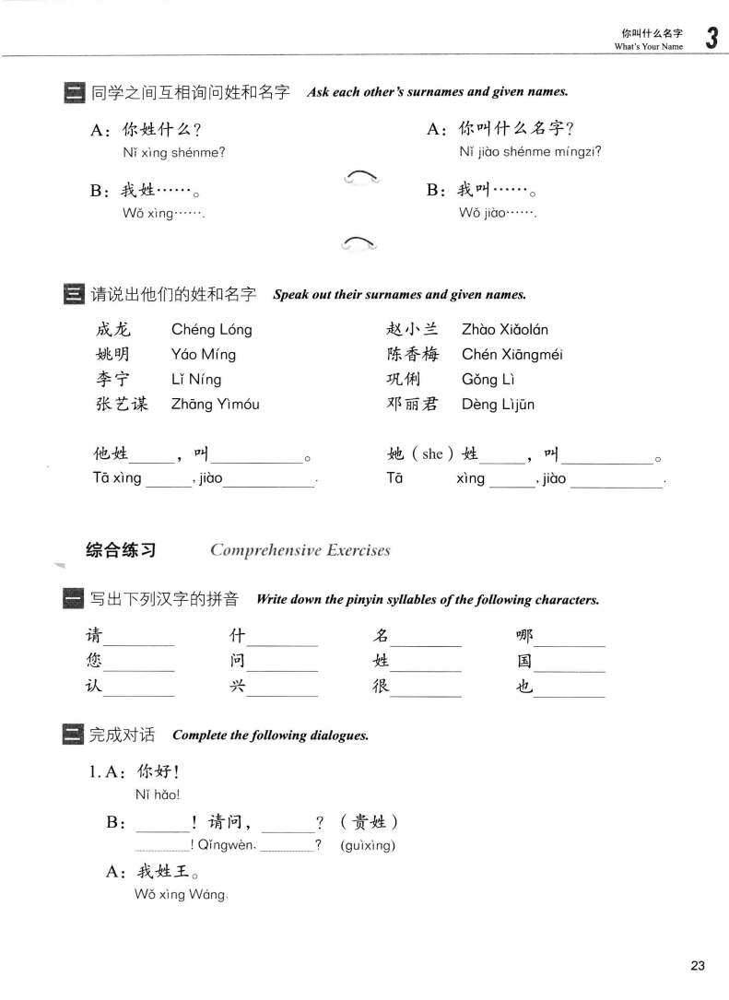 你叫什么名字
What's Your Name
3
二 同学之间互相询问姓和名字 Ask each other's surnames and given names.
A：你姓什么？
Nǐ xìng shénme?
B：我姓……。
Wǒ xìng…….
A：你叫什么名字？
Nǐ jiào shénme míngzi?
B：我叫……。
Wǒ jiào…….
三 请说出他们的姓和名字 Speak out their surnames and given names.
成龙 Chéng Lóng
姚明 Yáo Míng
李宁 Lǐ Níng
张艺谋 Zhāng Yìmóu
赵小兰 Zhào Xiǎolán
陈香梅 Chén Xiāngméi
巩俐 Gǒng Lì
邓丽君 Dèng Lìjūn
他姓_____，叫__________。
Tā xìng _____, jiào__________.
她（she）姓_____，叫__________。
Tā xìng _____, jiào __________.
综合练习 Comprehensive Exercises
一 写出下列汉字的拼音 Write down the pinyin syllables of the following characters.
请________ 什________ 名________ 哪________
您________ 问________ 姓________ 国________
认________ 兴________ 很________ 也________
二 完成对话 Complete the following dialogues.
1. A：你好！
Nǐ hǎo!
B：______！请问，______？（贵姓）
______! Qǐngwèn, ______? (guìxìng)
A：我姓王。
Wǒ xìng Wáng.
23